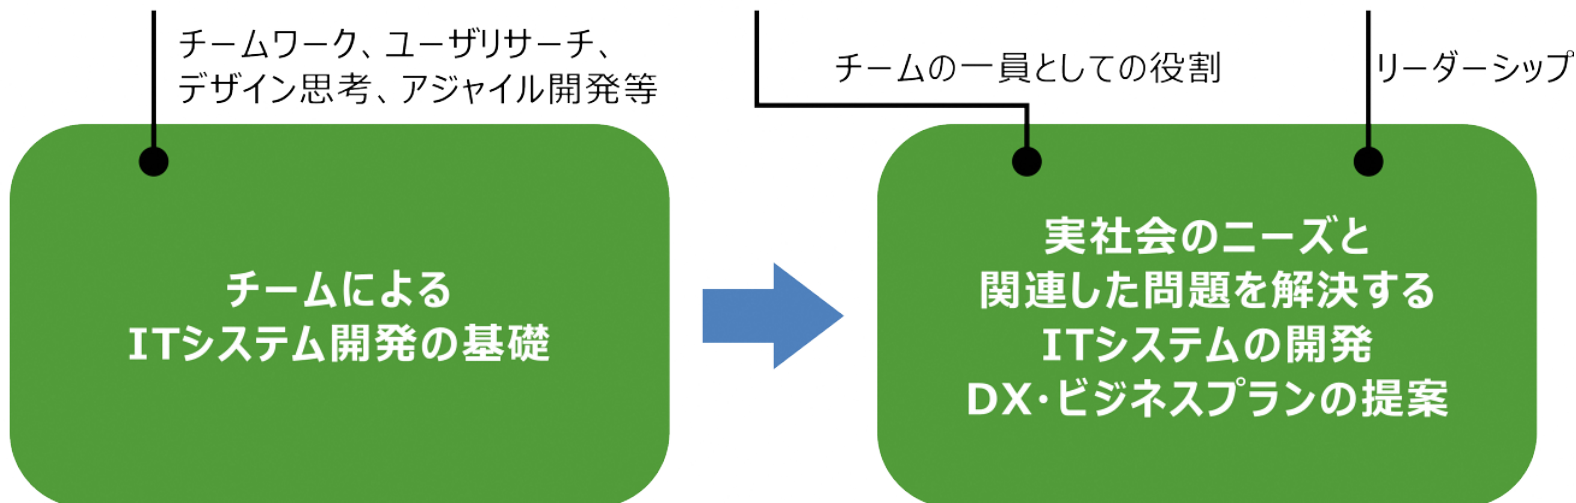 チームワーク、ユーザリサーチ、
デザイン思考、アジャイル開発等
チームの一員としての役割
リーダーシップ
チームによる
ITシステム開発の基礎
実社会のニーズと
関連した問題を解決する
ITシステムの開発
DX・ビジネスプランの提案